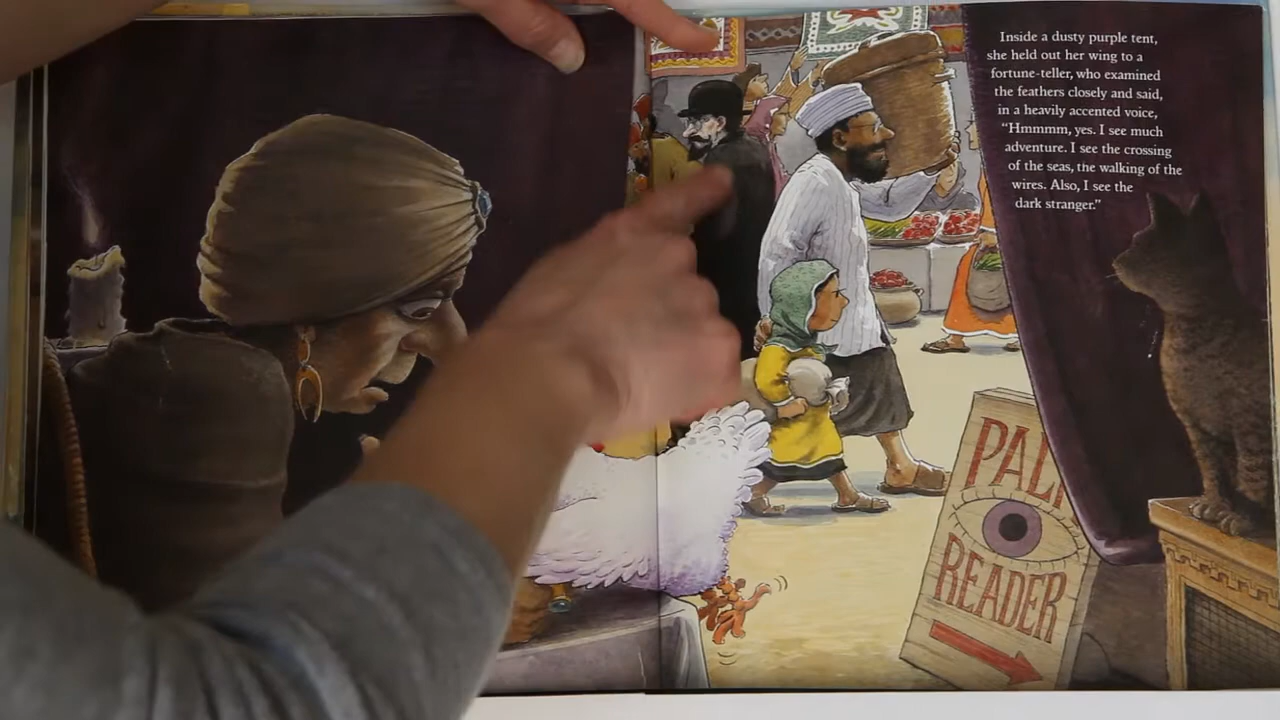 Inside a dusty purple tent,
she held out her wing to a
fortune-teller, who examined
the feathers closely and said,
in a heavily accented voice,
“Hmmmm, yes. I see much
adventure. I see the crossing
of the seas, the walking of the
wires. Also, I see the
dark stranger.”
PAL
READER